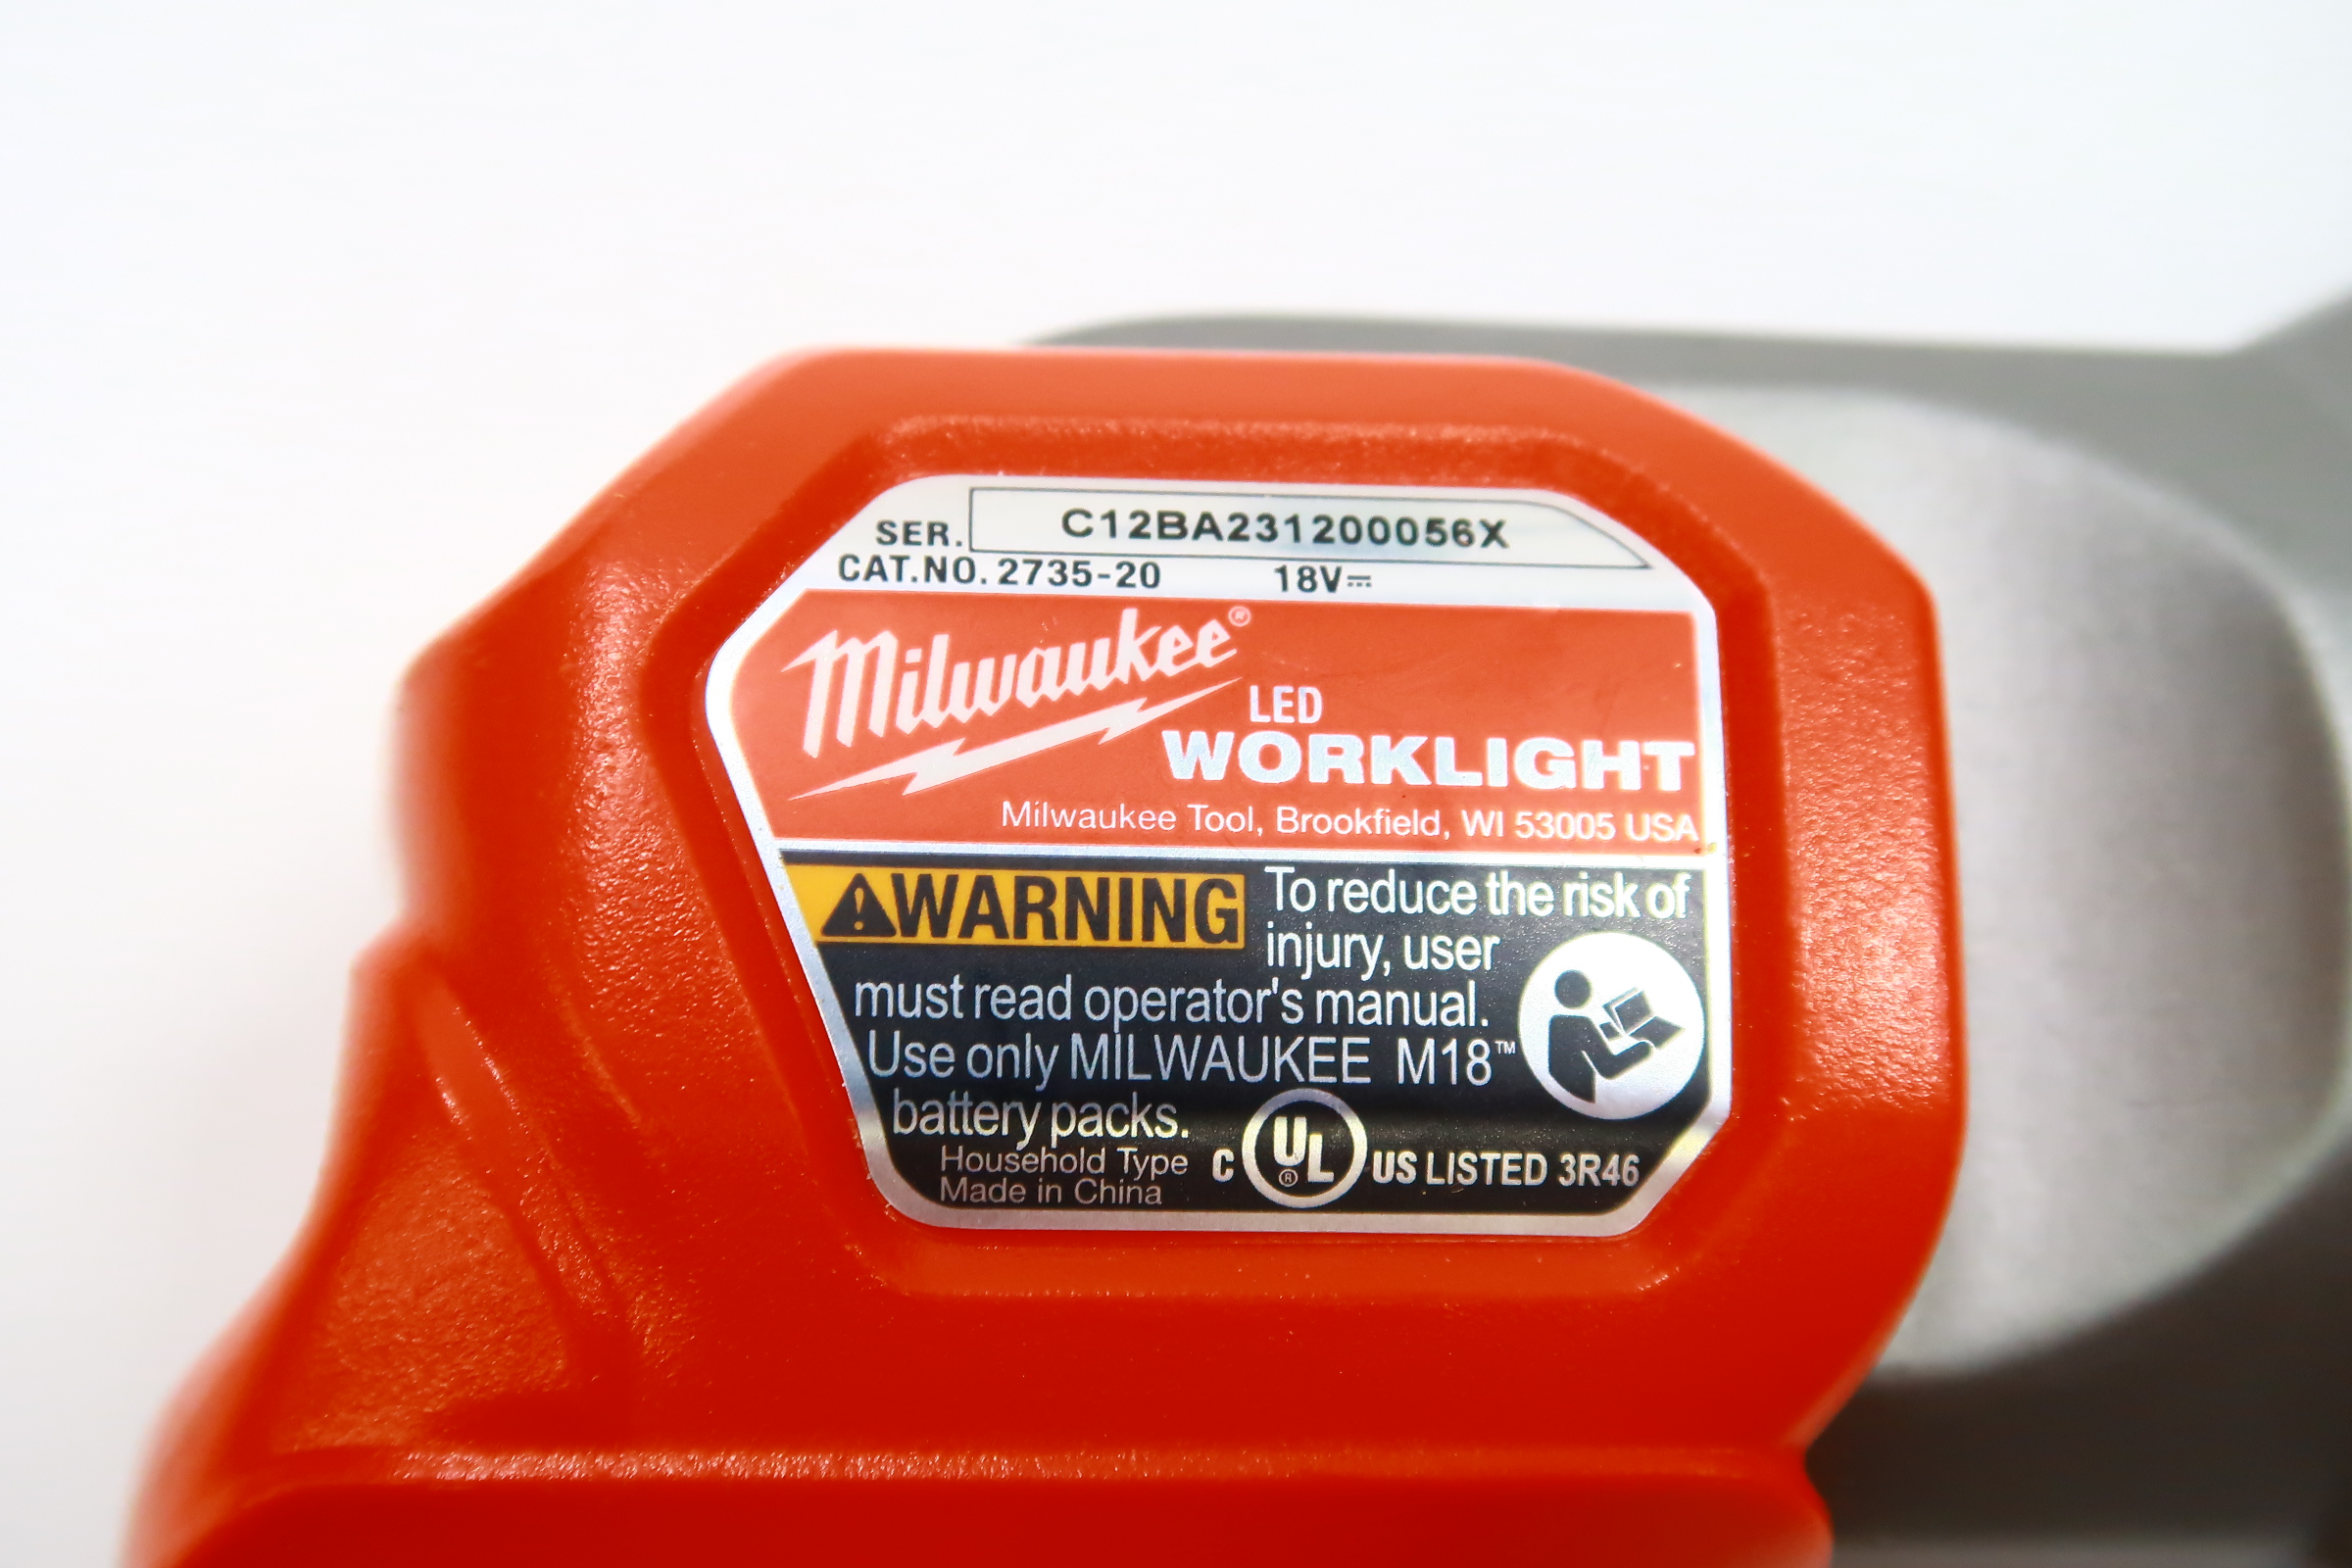 SER. C12BA231200056X
CAT.NO. 2735-20 18V⎓
Milwaukee®
LED
WORKLIGHT
Milwaukee Tool, Brookfield, WI 53005 USA
⚠WARNING To reduce the risk of
injury, user
must read operator's manual.
Use only MILWAUKEE M18™
battery packs.
Household Type
Made in China
C UL® US LISTED 3R46